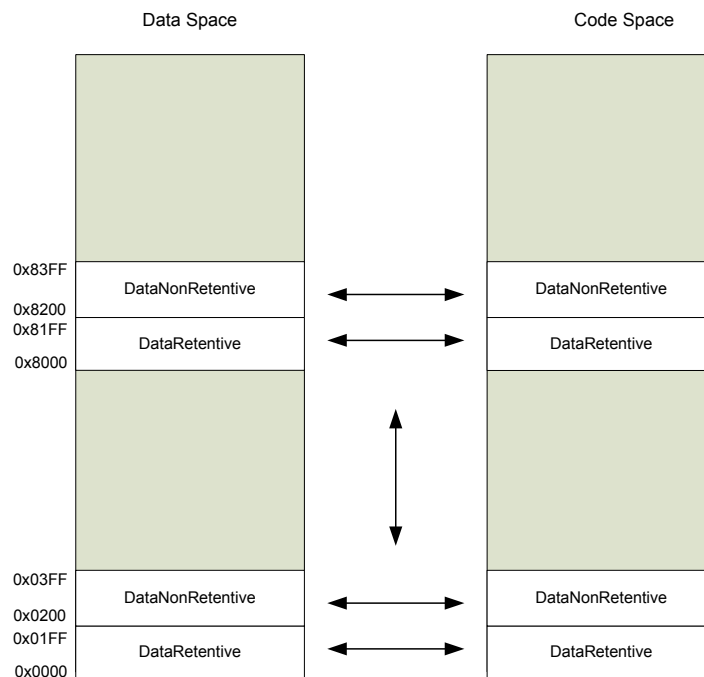 Data Space
Code Space
0x83FF
DataNonRetentive
DataNonRetentive
0x8200
0x81FF
DataRetentive
DataRetentive
0x8000
0x03FF
DataNonRetentive
DataNonRetentive
0x0200
0x01FF
DataRetentive
DataRetentive
0x0000